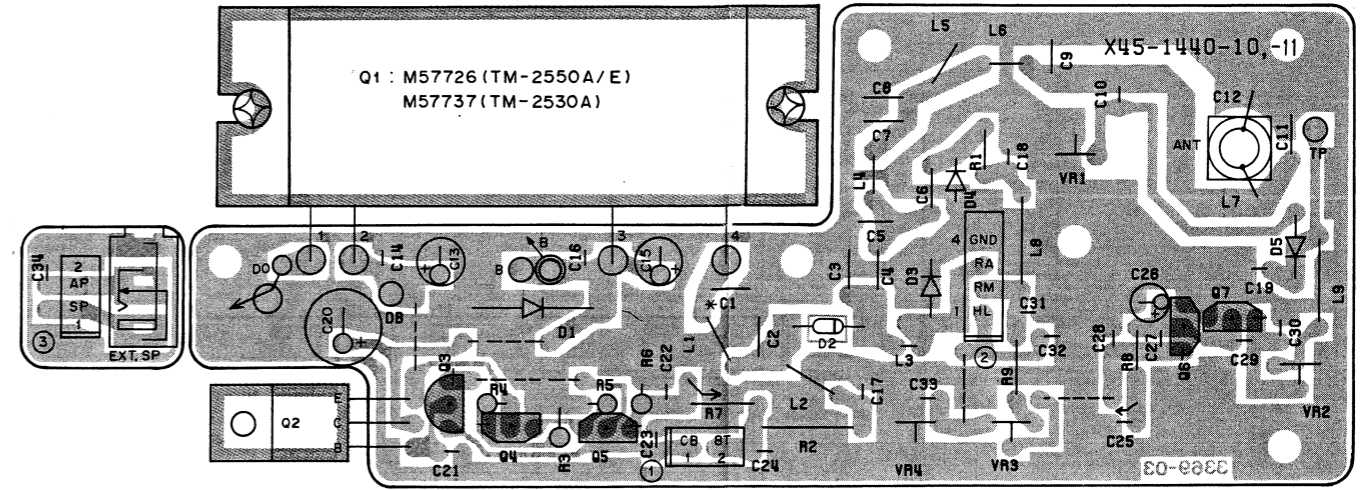 Q1 : M57726 (TM-2550A/E)
M57737 (TM-2530A)
X45-1440-10,-11
L5
L6
C9
C8
C10
C12
C7
C11
ANT
TP
R1
C18
VR1
L4
C6
D4
L7
C5
1
2
3
4
4 GND
RA
RM
1 HL
L8
D5
C34
2
AP
SP
1
EXT. SP
3
DO
C14
C13
B
B
C16
C15
C3
C4
D3
C19
L9
DB
C20
D1
*C1
C2
D2
L3
C31
C26
Q7
C32
C28
R8
C27
Q6
C29
C30
2
Q3
R6
C22
L1
R4
R5
R7
L2
C17
C33
R9
VR2
E
C
B
Q2
C21
Q4
R3
Q5
C23
CB
BT
1
2
1
C24
R2
VR4
VR3
C25
3369-03